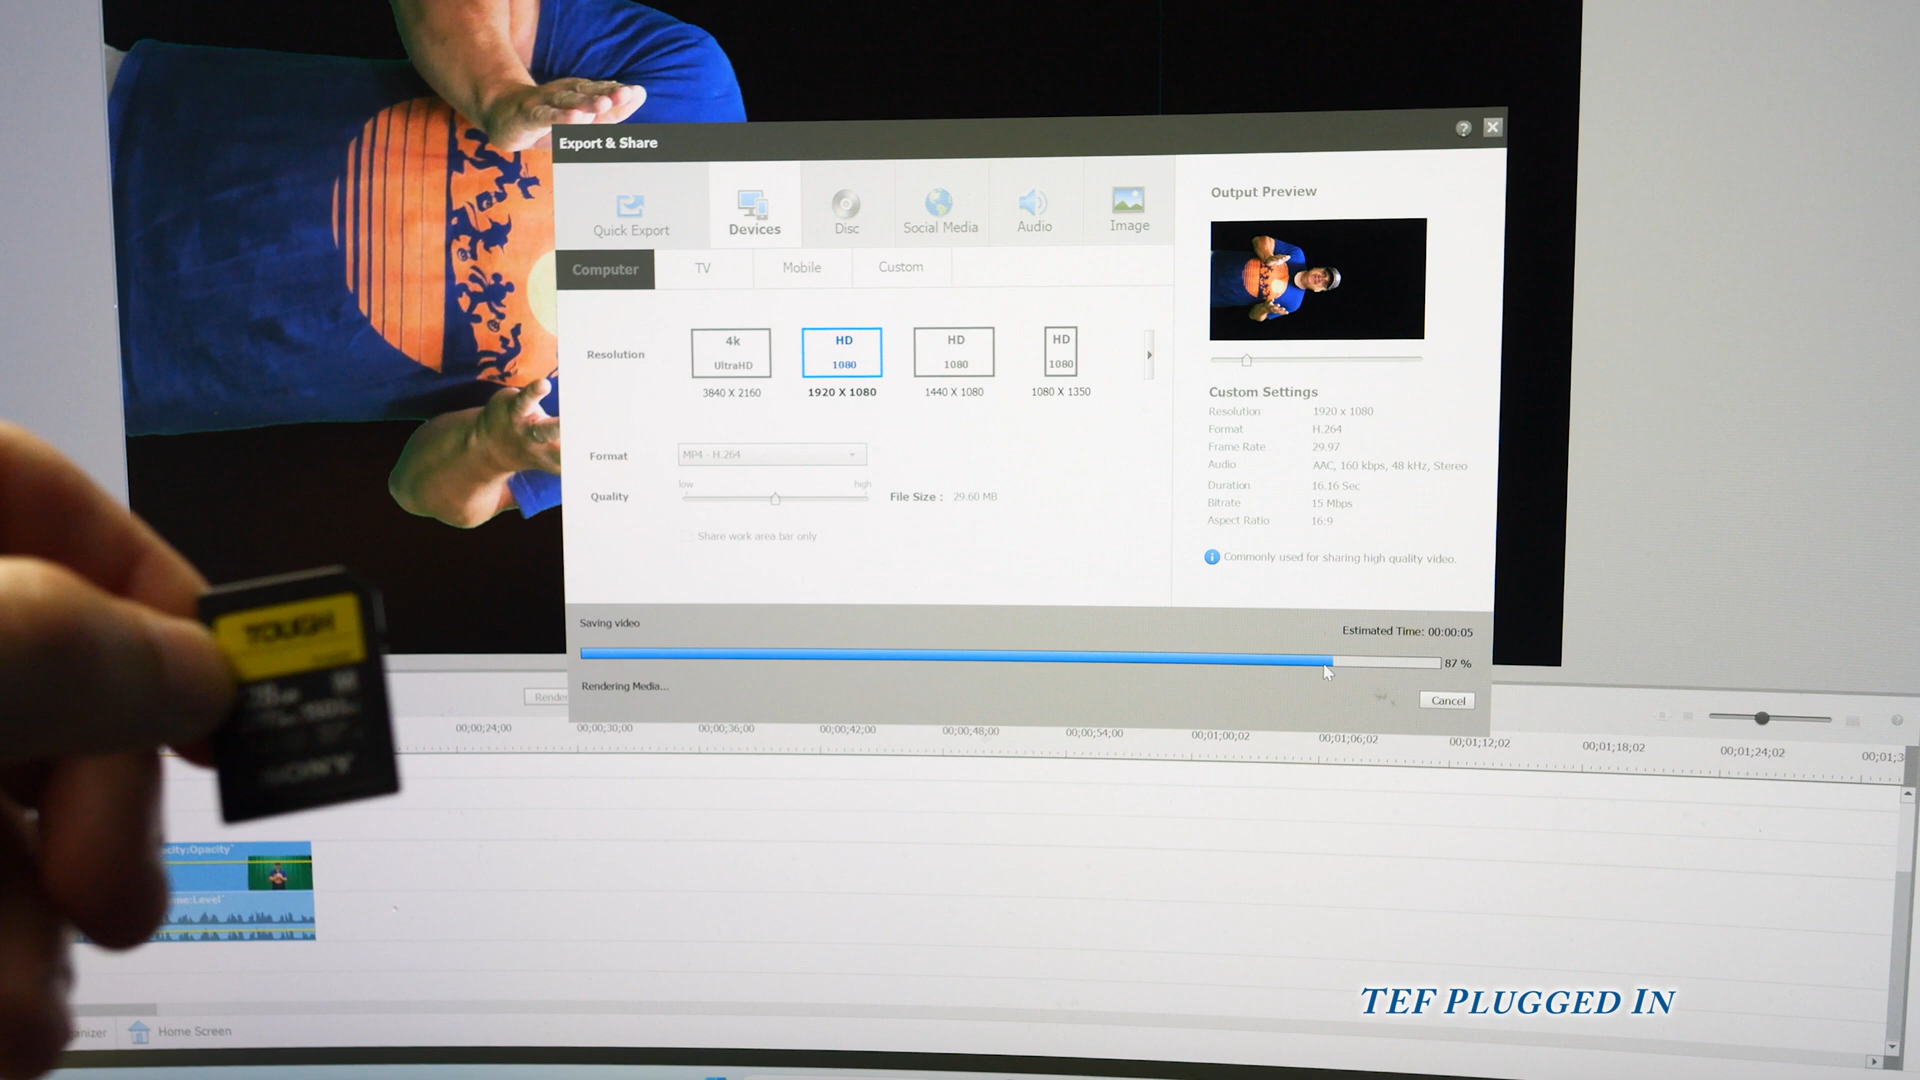 Export & Share
Quick Export
Devices
Disc
Social Media
Audio
Image
Computer
TV
Mobile
Custom
Resolution
4k
UltraHD
3840 X 2160
HD
1080
1920 X 1080
HD
1080
1440 X 1080
HD
1080
1080 X 1350
Format
MP4 - H.264
Quality
low
high
File Size : 29.60 MB
Share work area bar only
Output Preview
Custom Settings
Resolution 1920 x 1080
Format H.264
Frame Rate 29.97
Audio AAC, 160 kbps, 48 kHz, Stereo
Duration 16.16 Sec
Bitrate 15 Mbps
Aspect Ratio 16:9
Commonly used for sharing high quality video.
Saving video
Estimated Time: 00:00:05
87 %
Rendering Media...
Cancel
TOUGH
SONY
00;00;24;00
00;00;30;00
00;00;36;00
00;00;42;00
00;00;48;00
00;00;54;00
00;01;00;02
00;01;06;02
00;01;12;02
00;01;18;02
00;01;24;02
00;01;3
city:Opacity
me:Level
Home Screen
TEF PLUGGED IN